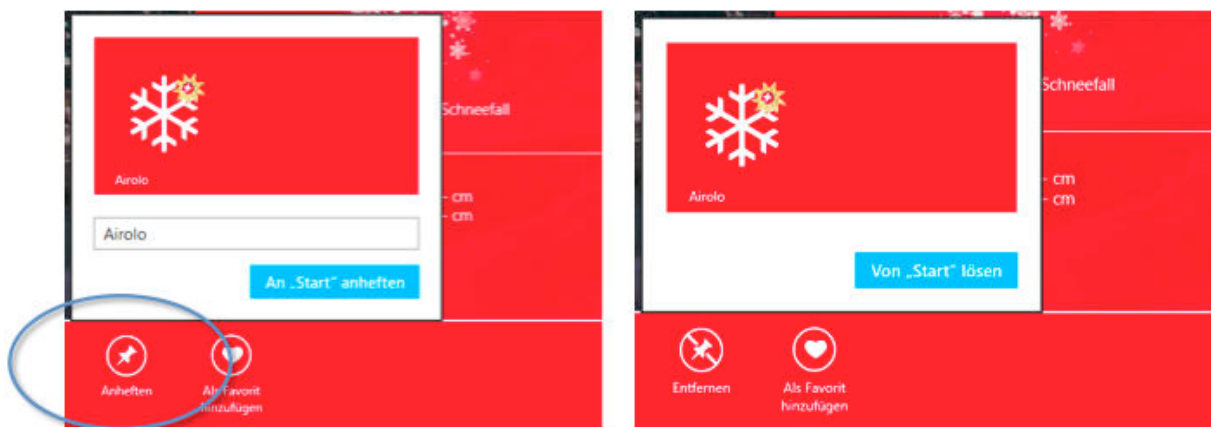 Schneefall
Airolo
- cm
- cm
Airolo
An „Start“ anheften
Anheften
Als Favorit
hinzufügen
Schneefall
Airolo
- cm
- cm
Von „Start“ lösen
Entfernen
Als Favorit
hinzufügen